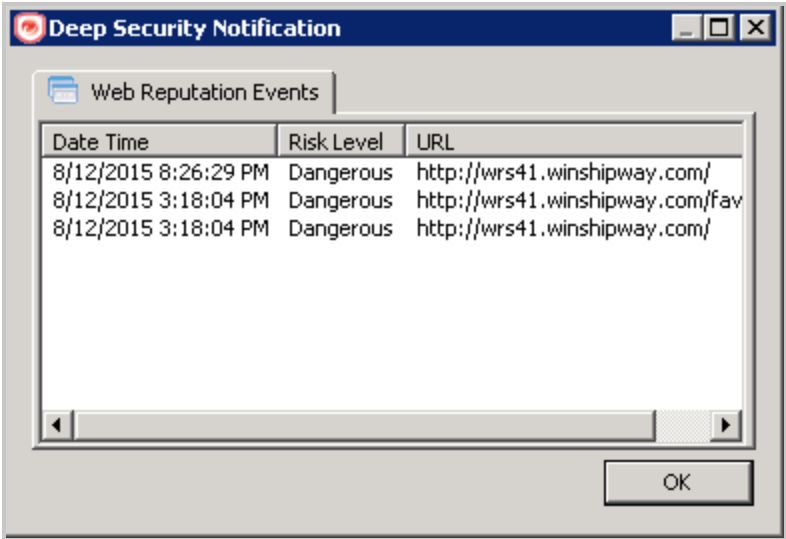 Deep Security Notification
Web Reputation Events
Date Time Risk Level URL
8/12/2015 8:26:29 PM Dangerous http://wrs41.winshipway.com/
8/12/2015 3:18:04 PM Dangerous http://wrs41.winshipway.com/fav
8/12/2015 3:18:04 PM Dangerous http://wrs41.winshipway.com/
OK